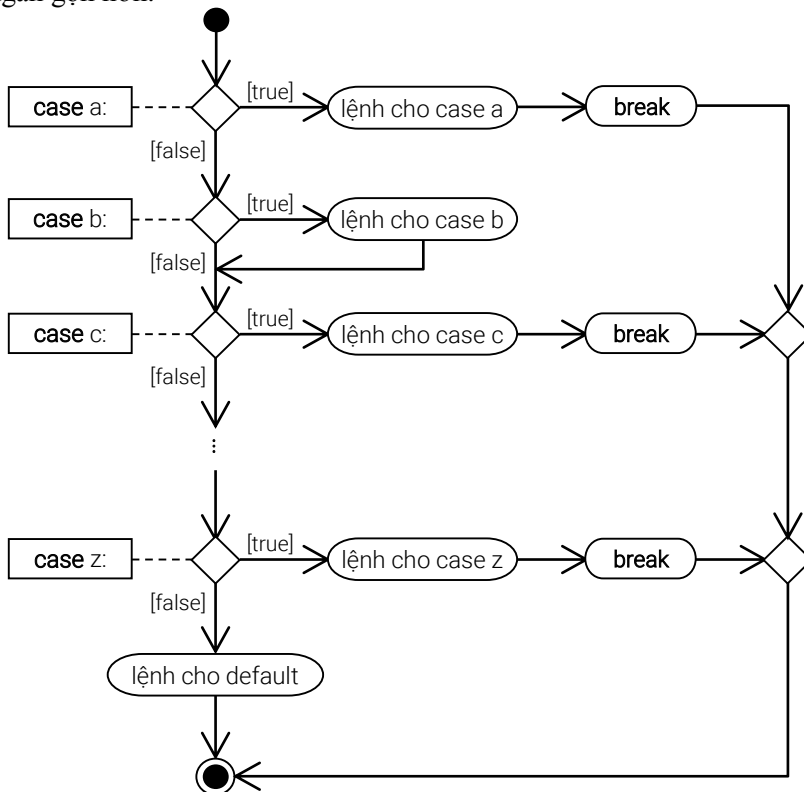 case a:
[true]
lệnh cho case a
break
[false]
case b:
[true]
lệnh cho case b
[false]
case c:
[true]
lệnh cho case c
break
[false]
...
case z:
[true]
lệnh cho case z
break
[false]
lệnh cho default